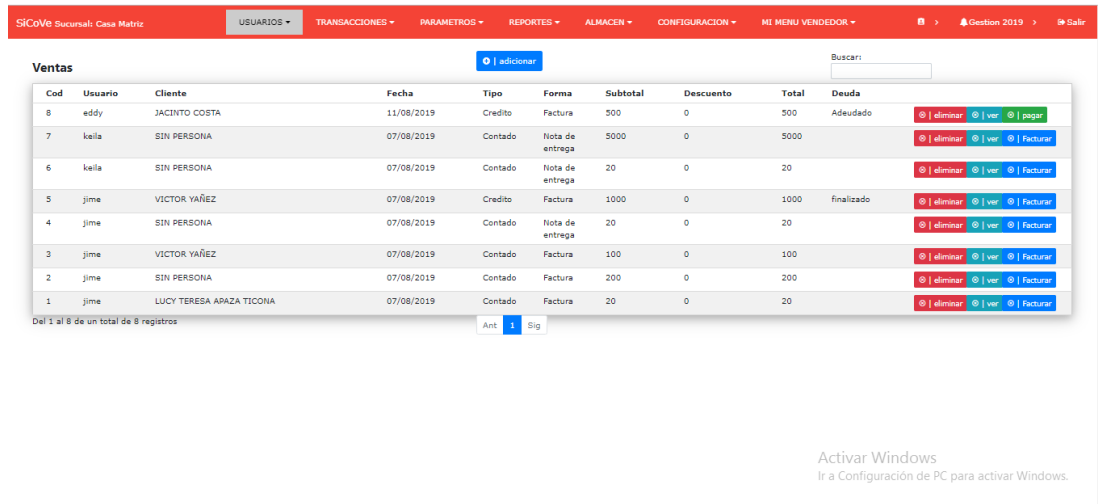 SiCoVe Sucursal: Casa Matriz USUARIOS TRANSACCIONES PARAMETROS REPORTES ALMACEN CONFIGURACION MI MENU VENDEDOR Gestion 2019 Salir
Ventas | adicionar Buscar:
Cod Usuario Cliente Fecha Tipo Forma Subtotal Descuento Total Deuda
8 eddy JACINTO COSTA 11/08/2019 Credito Factura 500 0 500 Adeudado | eliminar | ver | pagar
7 keila SIN PERSONA 07/08/2019 Contado Nota de entrega 5000 0 5000 | eliminar | ver | Facturar
6 keila SIN PERSONA 07/08/2019 Contado Nota de entrega 20 0 20 | eliminar | ver | Facturar
5 jime VICTOR YAÑEZ 07/08/2019 Credito Factura 1000 0 1000 finalizado | eliminar | ver | Facturar
4 jime SIN PERSONA 07/08/2019 Contado Nota de entrega 20 0 20 | eliminar | ver | Facturar
3 jime VICTOR YAÑEZ 07/08/2019 Contado Factura 100 0 100 | eliminar | ver | Facturar
2 jime SIN PERSONA 07/08/2019 Contado Factura 200 0 200 | eliminar | ver | Facturar
1 jime LUCY TERESA APAZA TICONA 07/08/2019 Contado Factura 20 0 20 | eliminar | ver | Facturar
Del 1 al 8 de un total de 8 registros Ant 1 Sig
Activar Windows
Ir a Configuración de PC para activar Windows.